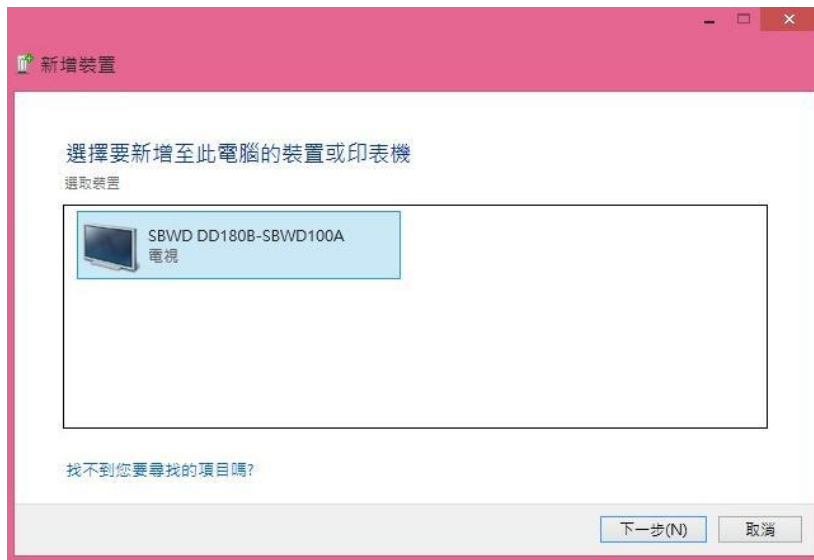 新增裝置
選擇要新增至此電腦的裝置或印表機
選取裝置
SBWD DD180B-SBWD100A
電視
找不到您要尋找的項目嗎?
下一步(N)
取消